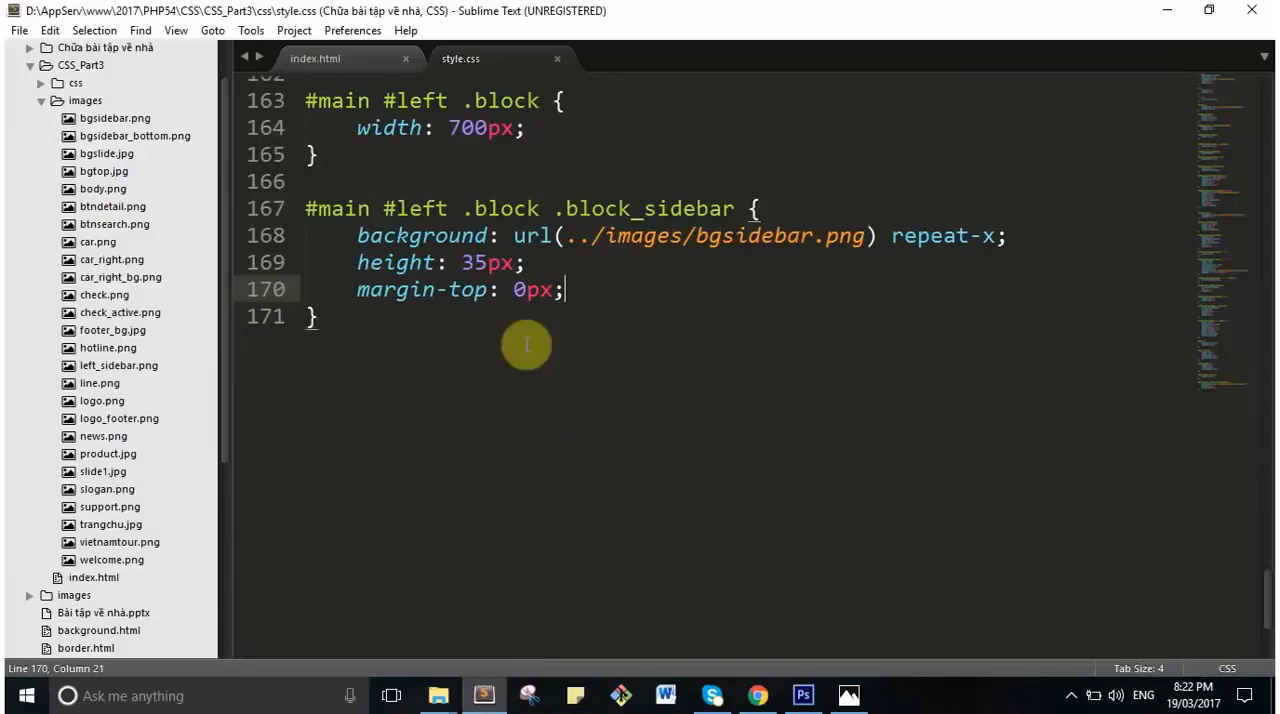 D:\AppServ\www\2017\PHP54\CSS\CSS_Part3\css\style.css (Chữa bài tập về nhà, CSS) - Sublime Text (UNREGISTERED)
File Edit Selection Find View Goto Tools Project Preferences Help
Chữa bài tập về nhà
CSS_Part3
css
images
bgsidebar.png
bgsidebar_bottom.png
bgslide.jpg
bgtop.jpg
body.png
btndetail.png
btnsearch.png
car.png
car_right.png
car_right_bg.png
check.png
check_active.png
footer_bg.jpg
hotline.png
left_sidebar.png
line.png
logo.png
logo_footer.png
news.png
product.jpg
slide1.jpg
slogan.png
support.png
trangchu.jpg
vietnamtour.png
welcome.png
index.html
images
Bài tập về nhà.pptx
background.html
border.html
index.html × style.css ×
162
163 #main #left .block {
164 width: 700px;
165 }
166
167 #main #left .block .block_sidebar {
168 background: url(../images/bgsidebar.png) repeat-x;
169 height: 35px;
170 margin-top: 0px;
171 }
Line 170, Column 21 Tab Size: 4 CSS
Ask me anything
ENG
8:22 PM
19/03/2017